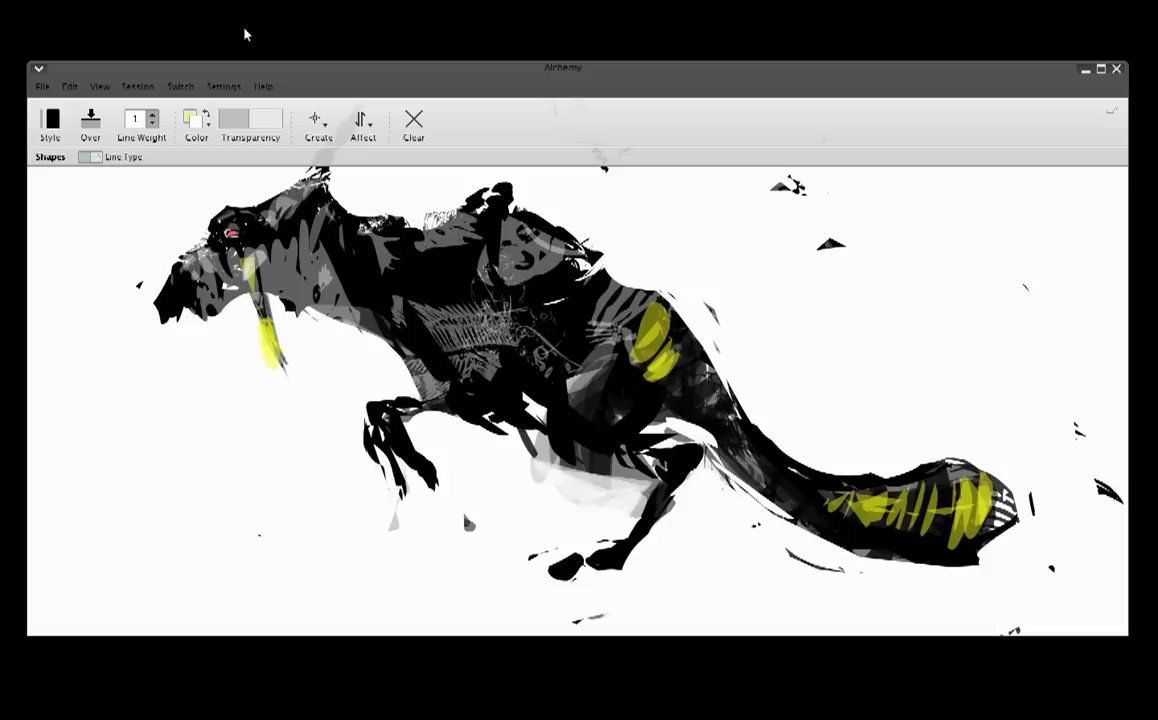 Alchemy
File Edit View Session Switch Settings Help
1
Style Over Line Weight Color Transparency Create Affect Clear
Shapes Line Type